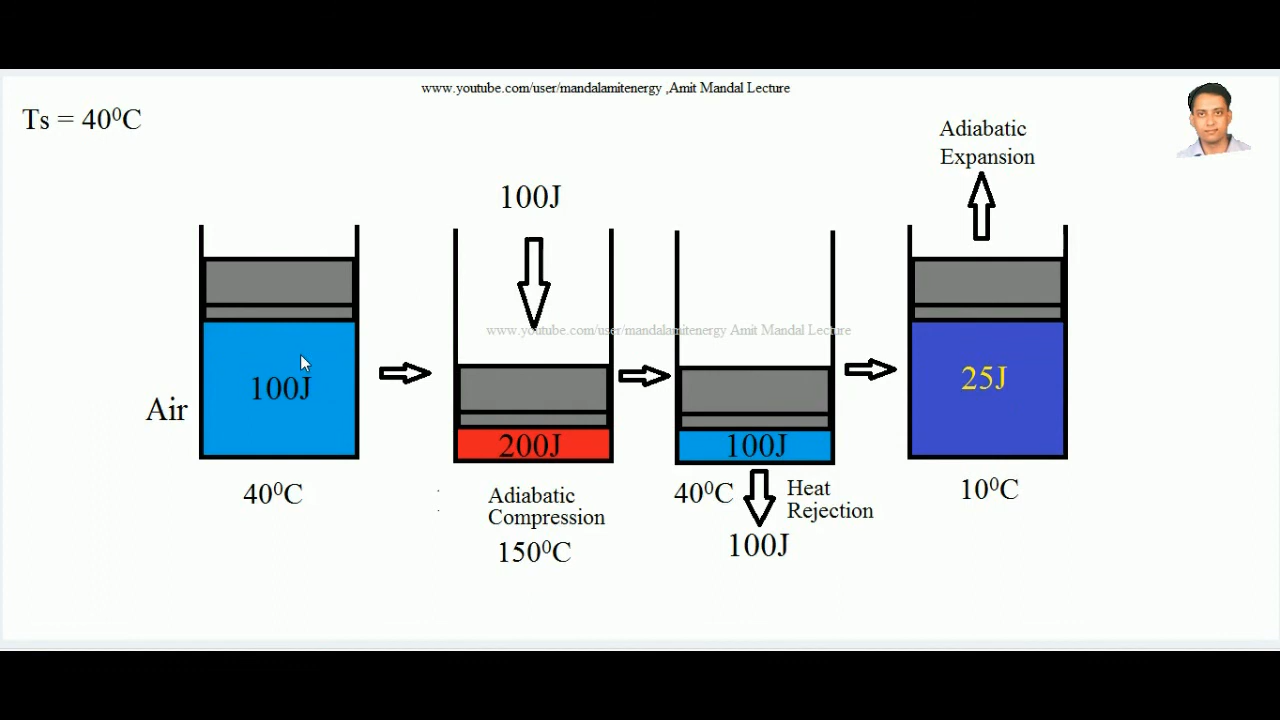 www.youtube.com/user/mandalamitenergy ,Amit Mandal Lecture
Ts = 40⁰C
Adiabatic
Expansion
100J
www.youtube.com/user/mandalamitenergy Amit Mandal Lecture
Air
100J
200J
100J
25J
40⁰C
Adiabatic
Compression
150⁰C
40⁰C
Heat
Rejection
100J
10⁰C